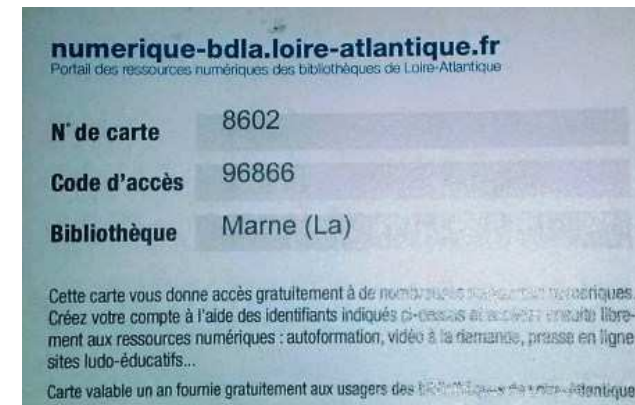 numerique-bdla.loire-atlantique.fr
Portail des ressources numériques des bibliothèques de Loire-Atlantique
N° de carte 8602
Code d'accès 96866
Bibliothèque Marne (La)
Cette carte vous donne accès gratuitement à de
Créez votre compte à l'aide des identifiants indiqués ensuite libre-
ment aux ressources numériques : autoformation, vidéo à la demande, presse en ligne
sites ludo-éducatifs...
Carte valable un an fournie gratuitement aux usagers des